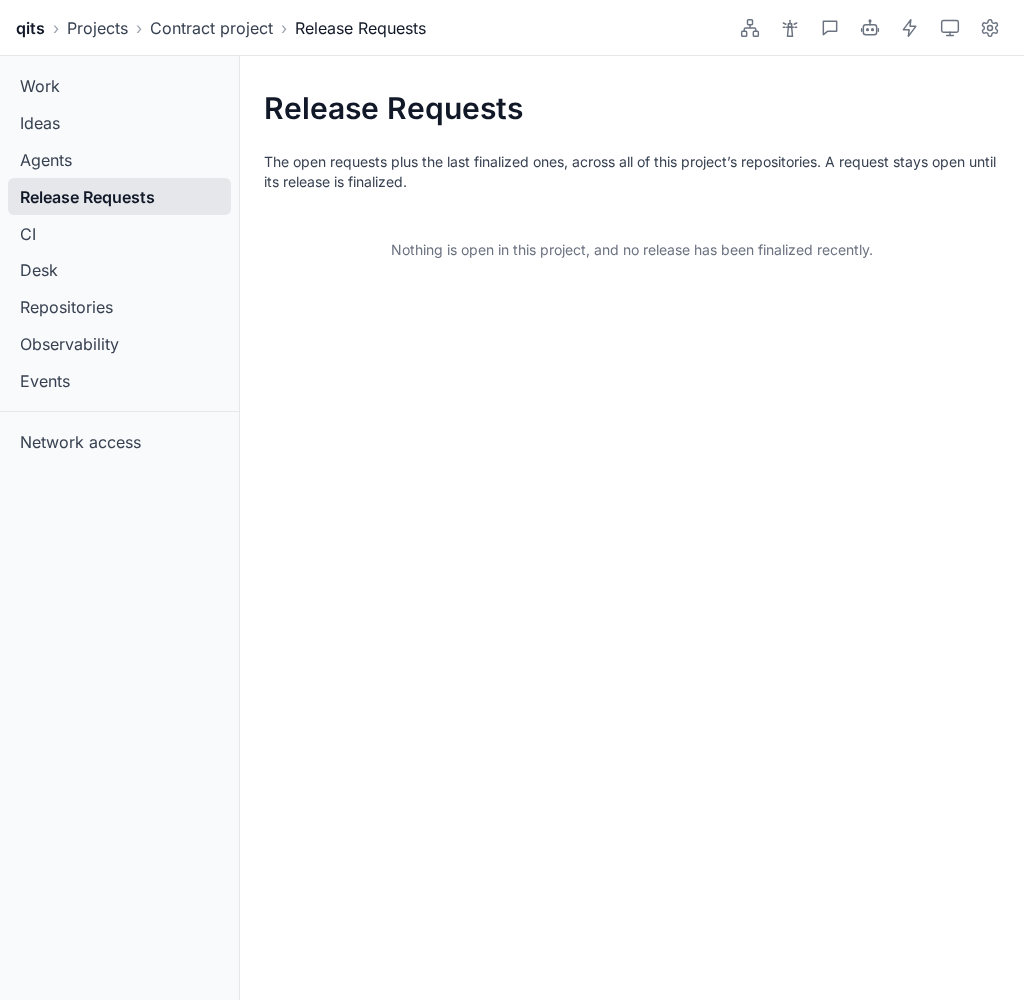 qits › Projects › Contract project › Release Requests
Work
Ideas
Agents
Release Requests
CI
Desk
Repositories
Observability
Events
Network access
Release Requests
The open requests plus the last finalized ones, across all of this project’s repositories. A request stays open until
its release is finalized.
Nothing is open in this project, and no release has been finalized recently.